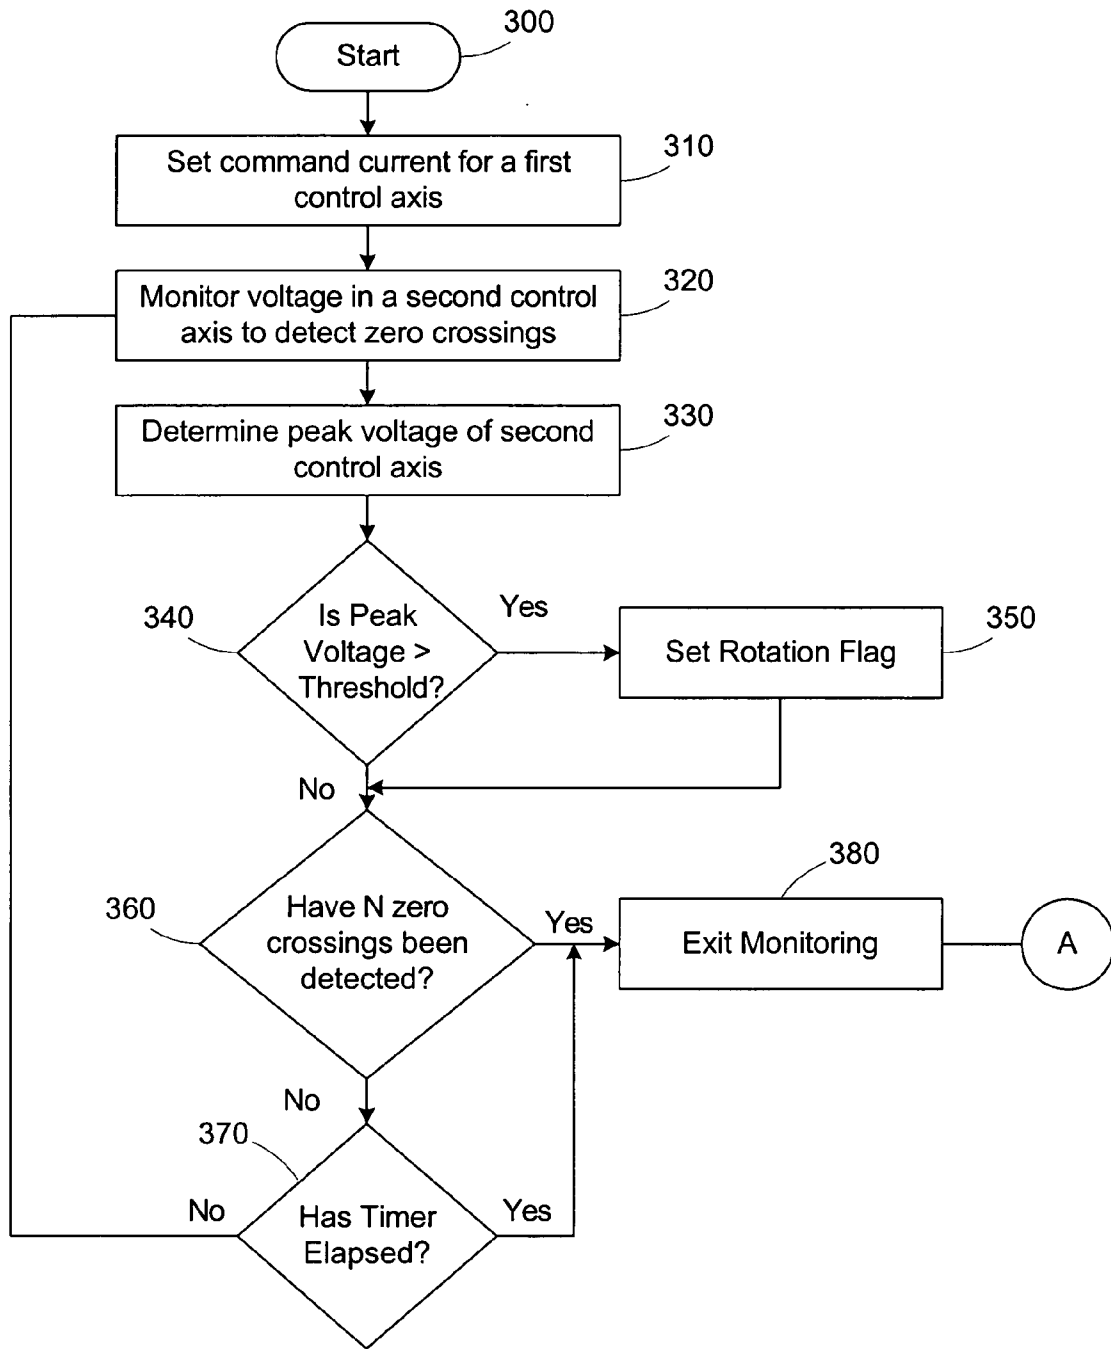 300
Start
310
Set command current for a first
control axis
320
Monitor voltage in a second control
axis to detect zero crossings
330
Determine peak voltage of second
control axis
340
Is Peak
Voltage >
Threshold?
Yes
350
Set Rotation Flag
No
360
Have N zero
crossings been
detected?
Yes
380
Exit Monitoring
A
No
370
Has Timer
Elapsed?
No
Yes